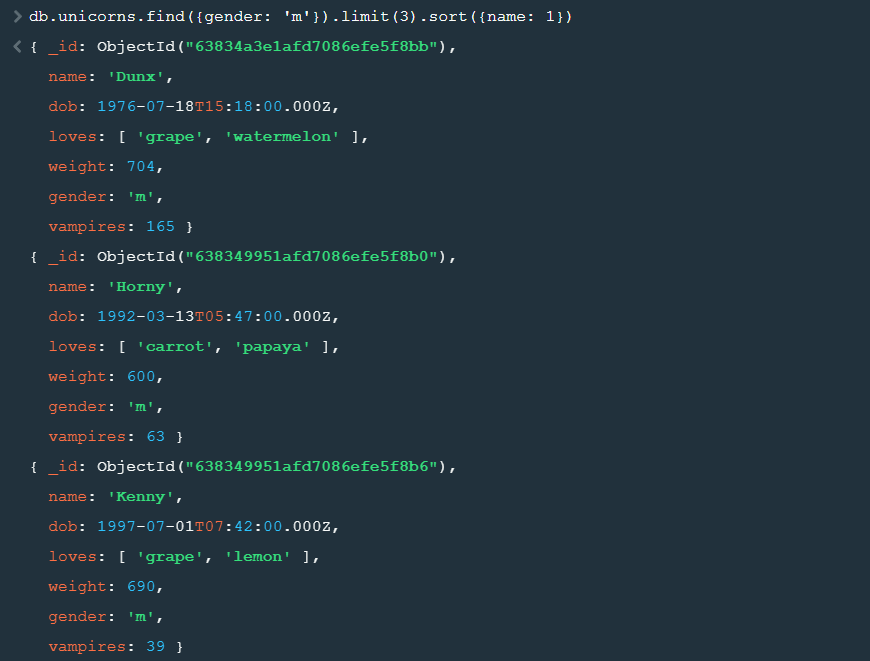 > db.unicorns.find({gender: 'm'}).limit(3).sort({name: 1})
< { _id: ObjectId("63834a3e1afd7086efe5f8bb"),
name: 'Dunx',
dob: 1976-07-18T15:18:00.000Z,
loves: [ 'grape', 'watermelon' ],
weight: 704,
gender: 'm',
vampires: 165 }
{ _id: ObjectId("638349951afd7086efe5f8b0"),
name: 'Horny',
dob: 1992-03-13T05:47:00.000Z,
loves: [ 'carrot', 'papaya' ],
weight: 600,
gender: 'm',
vampires: 63 }
{ _id: ObjectId("638349951afd7086efe5f8b6"),
name: 'Kenny',
dob: 1997-07-01T07:42:00.000Z,
loves: [ 'grape', 'lemon' ],
weight: 690,
gender: 'm',
vampires: 39 }